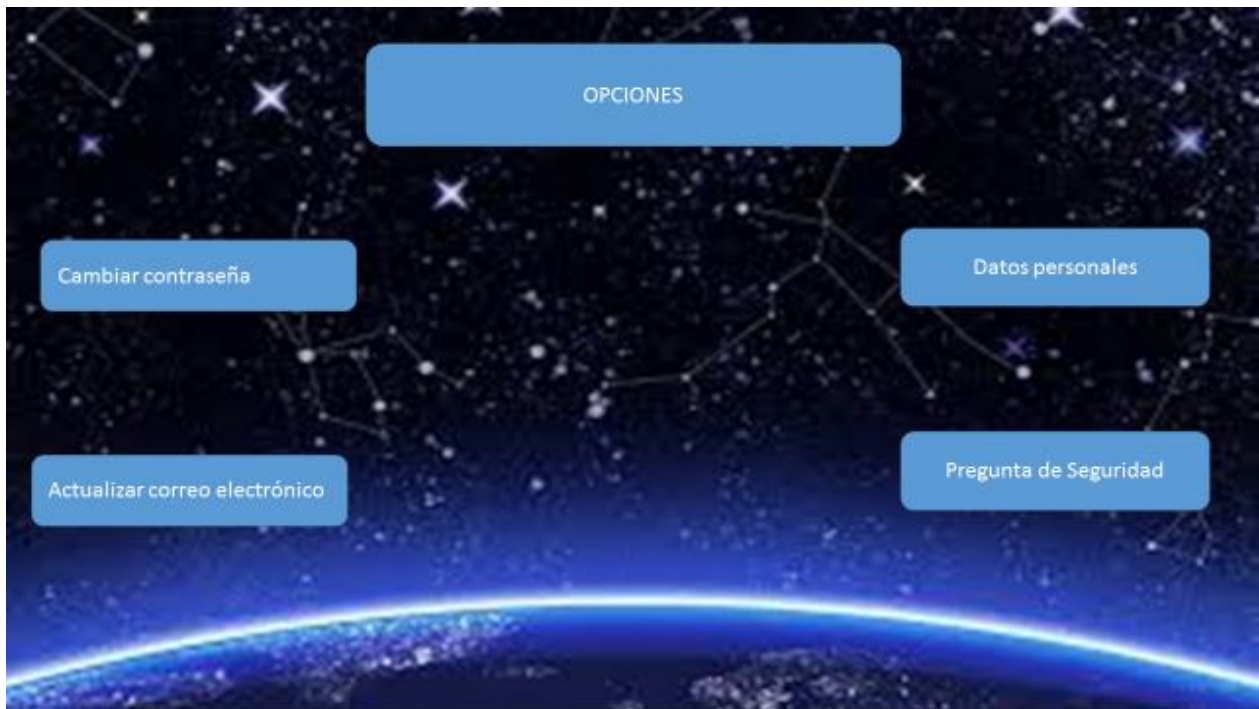 OPCIONES
Cambiar contraseña
Datos personales
Actualizar correo electrónico
Pregunta de Seguridad